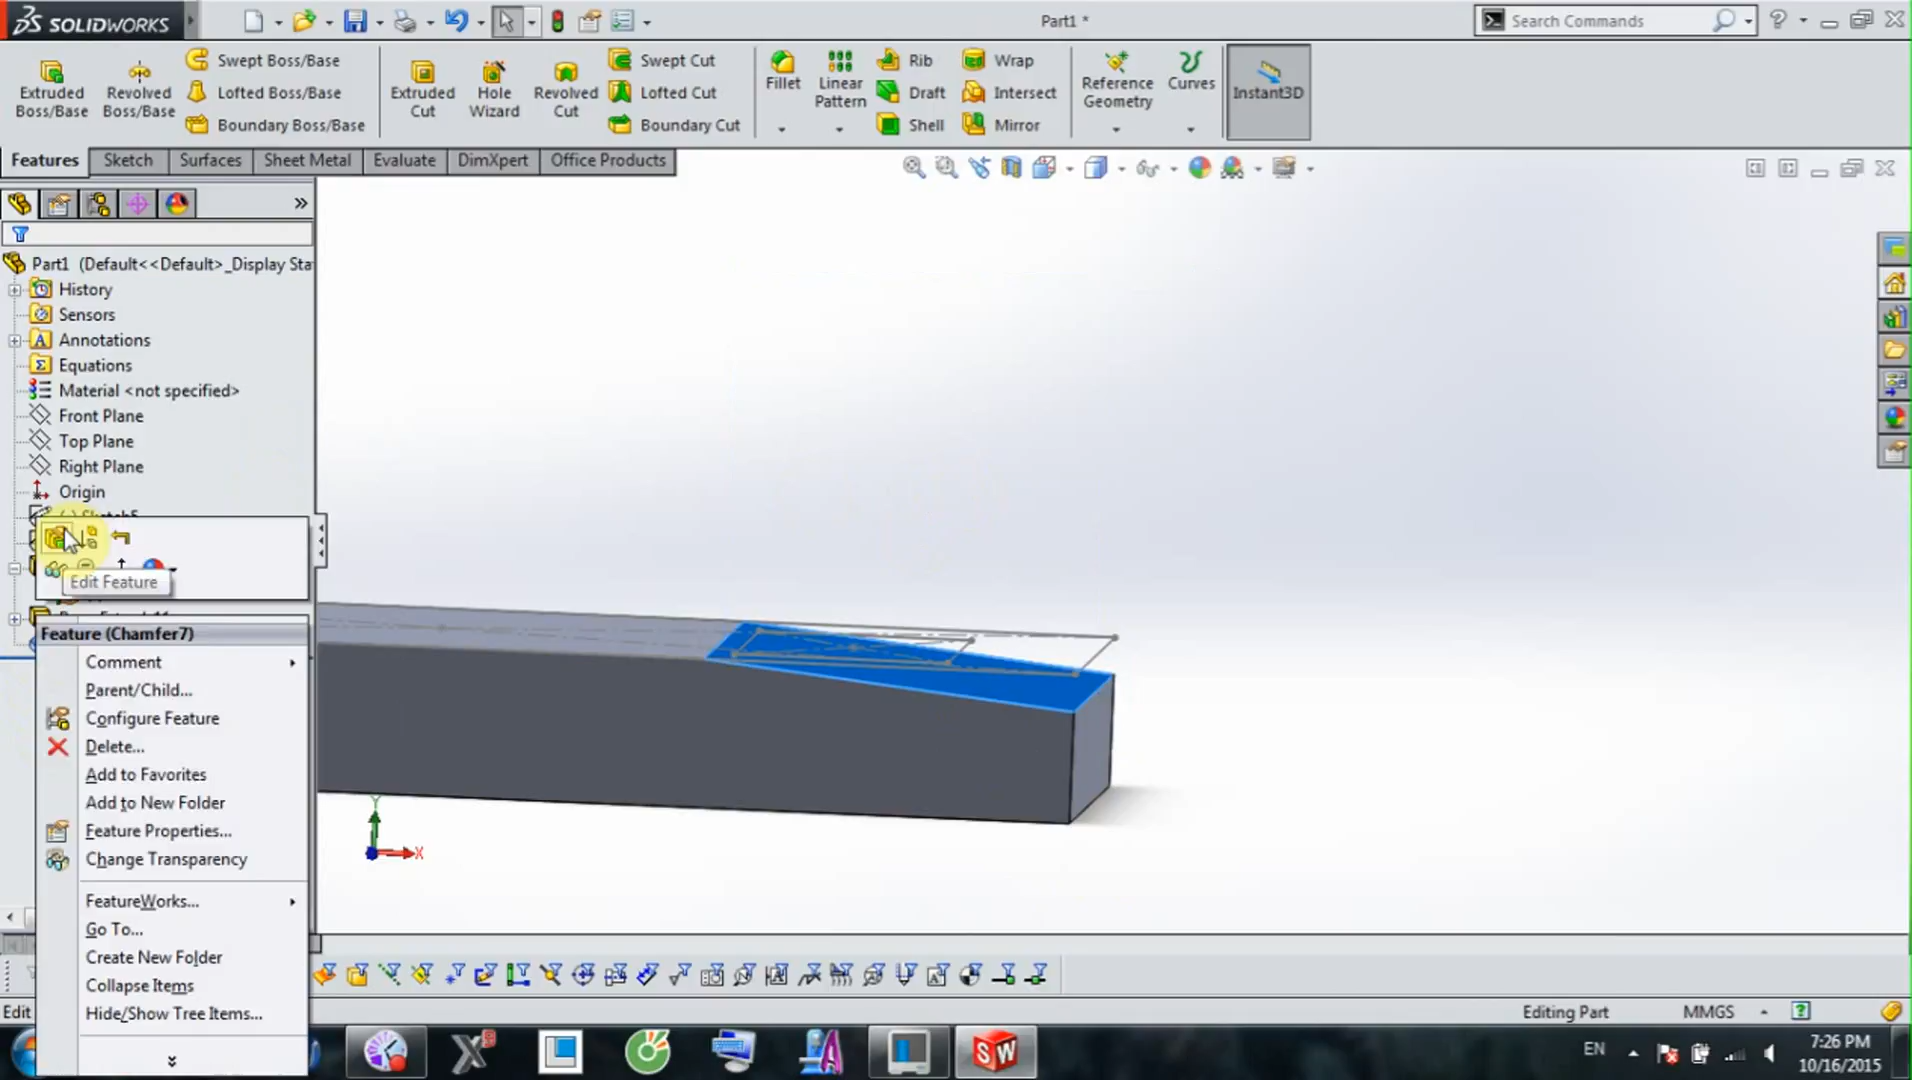 SOLIDWORKS
Part1 *
Search Commands
Extruded Boss/Base
Revolved Boss/Base
Swept Boss/Base
Lofted Boss/Base
Boundary Boss/Base
Extruded Cut
Hole Wizard
Revolved Cut
Swept Cut
Lofted Cut
Boundary Cut
Fillet
Linear Pattern
Rib
Draft
Shell
Wrap
Intersect
Mirror
Reference Geometry
Curves
Instant3D
Features
Sketch
Surfaces
Sheet Metal
Evaluate
DimXpert
Office Products
Part1 (Default<<Default>_Display Sta
History
Sensors
Annotations
Equations
Material <not specified>
Front Plane
Top Plane
Right Plane
Origin
Edit Feature
Feature (Chamfer7)
Comment
Parent/Child...
Configure Feature
Delete...
Add to Favorites
Add to New Folder
Feature Properties...
Change Transparency
FeatureWorks...
Go To...
Create New Folder
Collapse Items
Hide/Show Tree Items...
Y
X
Edit
Editing Part
MMGS
EN
7:26 PM
10/16/2015